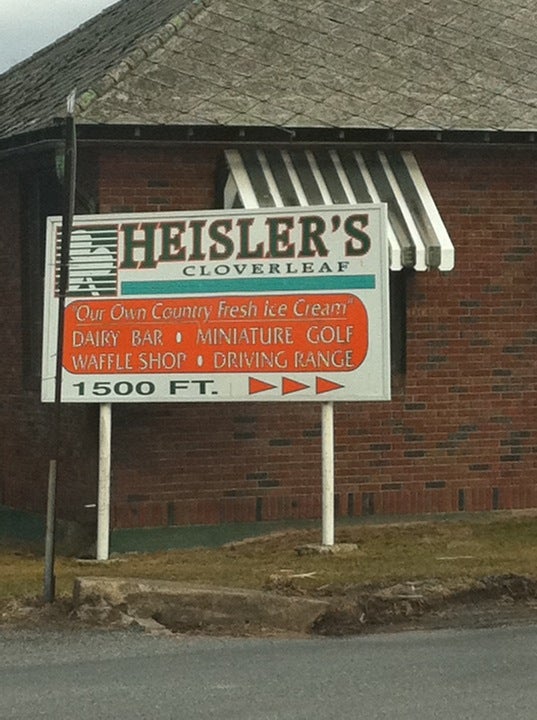 HEISLER'S
CLOVERLEAF
"Our Own Country Fresh Ice Cream"
DAIRY BAR • MINIATURE GOLF
WAFFLE SHOP • DRIVING RANGE
1500 FT.